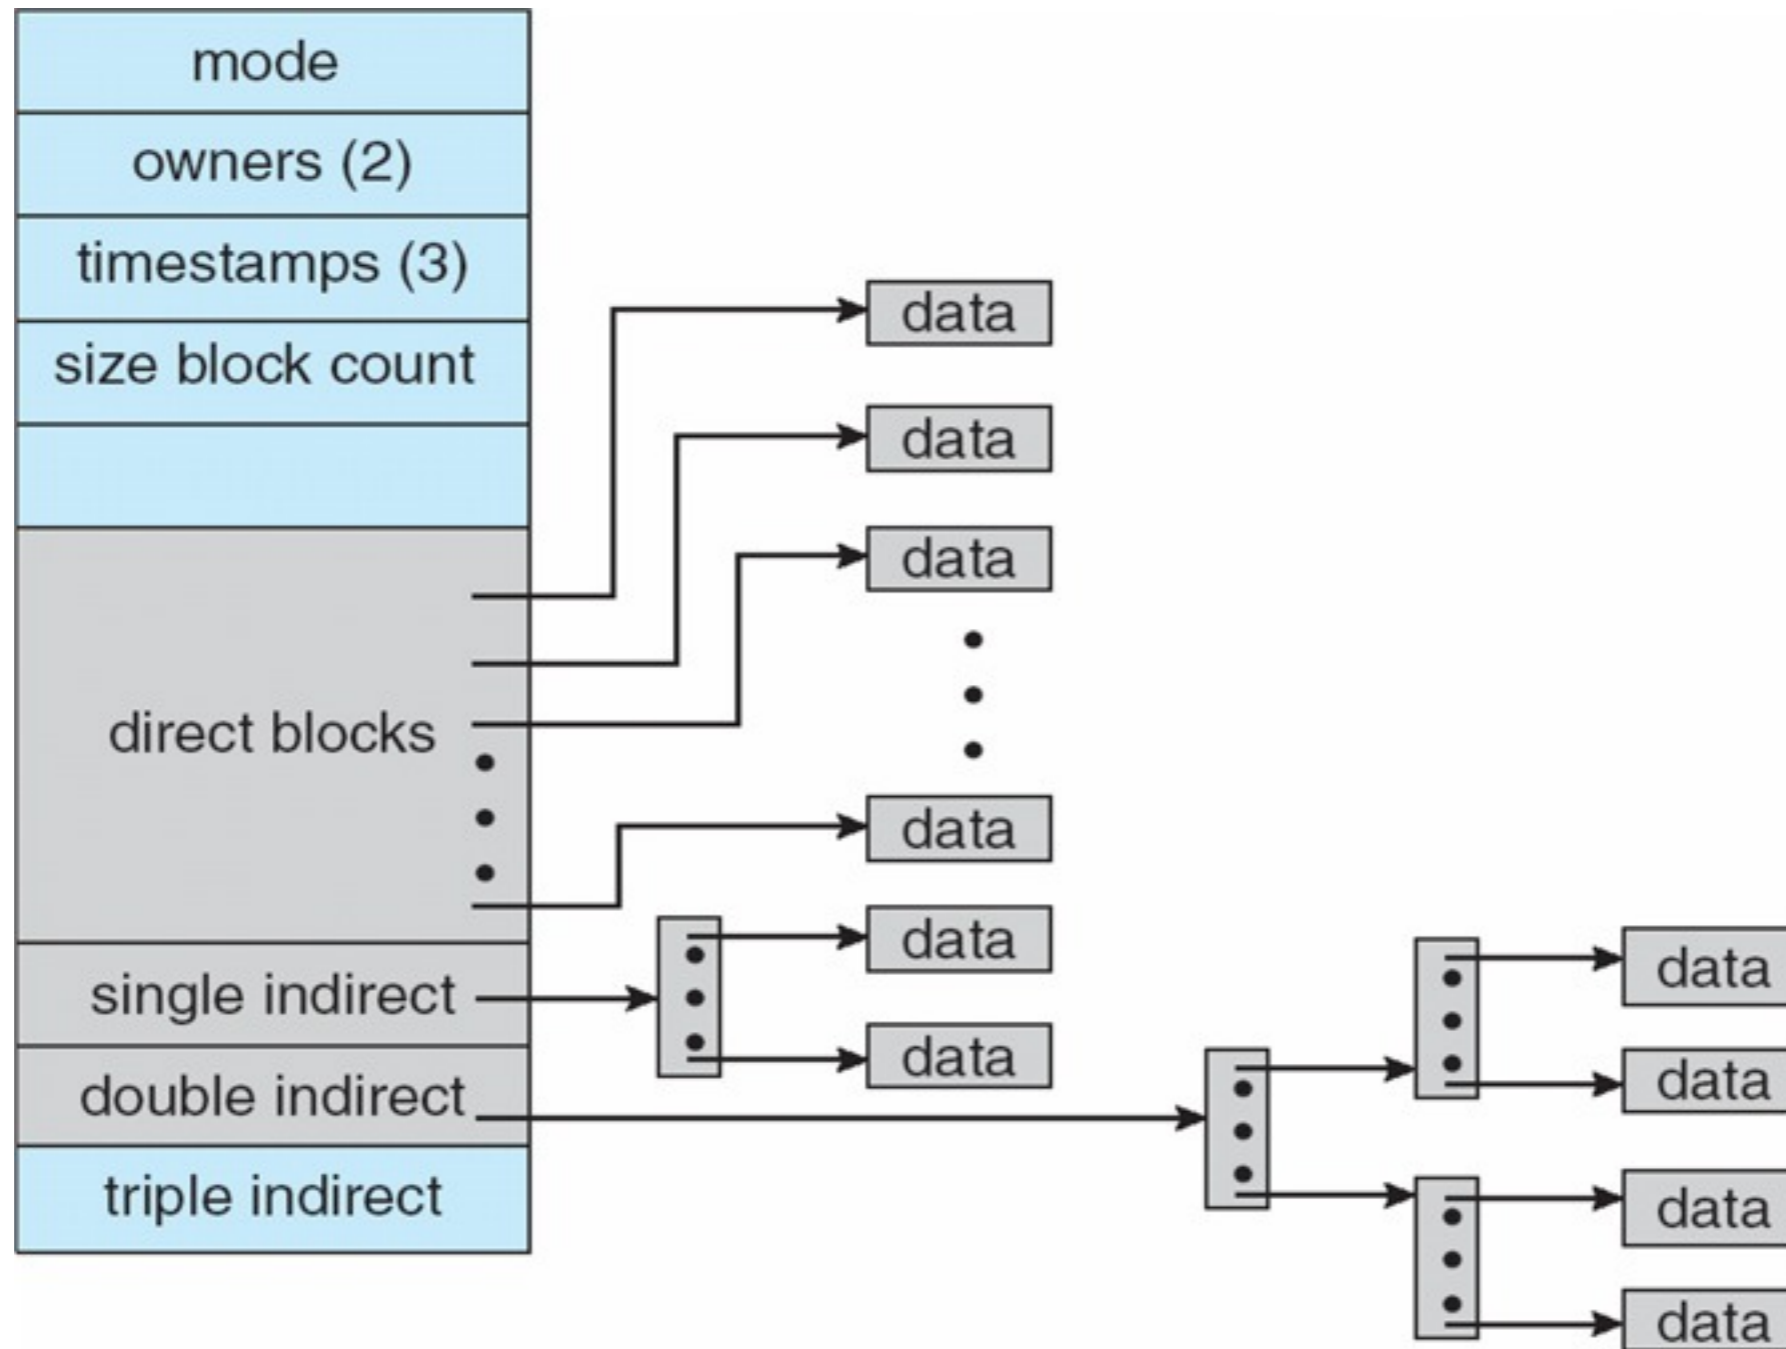 mode
owners (2)
timestamps (3)
size block count
direct blocks
single indirect
double indirect
triple indirect
data
data
data
data
data
data
data
data
data
data